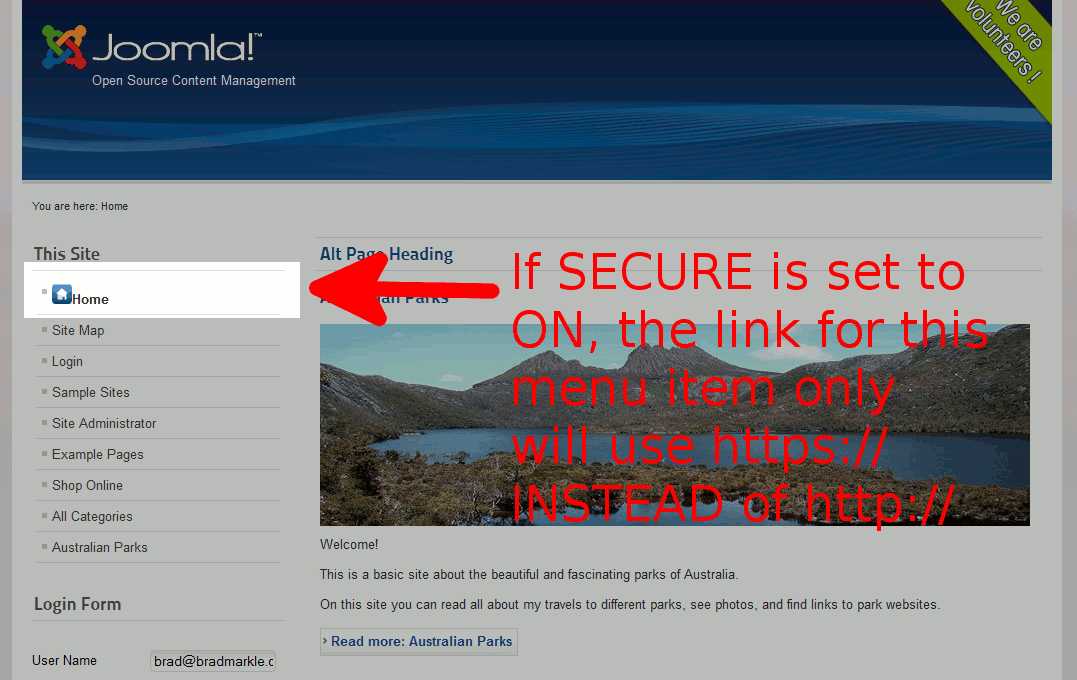 Joomla!™
Open Source Content Management
We are
volunteers !
You are here: Home
This Site
Home
Site Map
Login
Sample Sites
Site Administrator
Example Pages
Shop Online
All Categories
Australian Parks
Login Form
User Name
brad@bradmarkle.c
Alt Page Heading
If SECURE is set to
ON, the link for this
menu item only
will use https://
INSTEAD of http://
Parks
Welcome!
This is a basic site about the beautiful and fascinating parks of Australia.
On this site you can read all about my travels to different parks, see photos, and find links to park websites.
Read more: Australian Parks